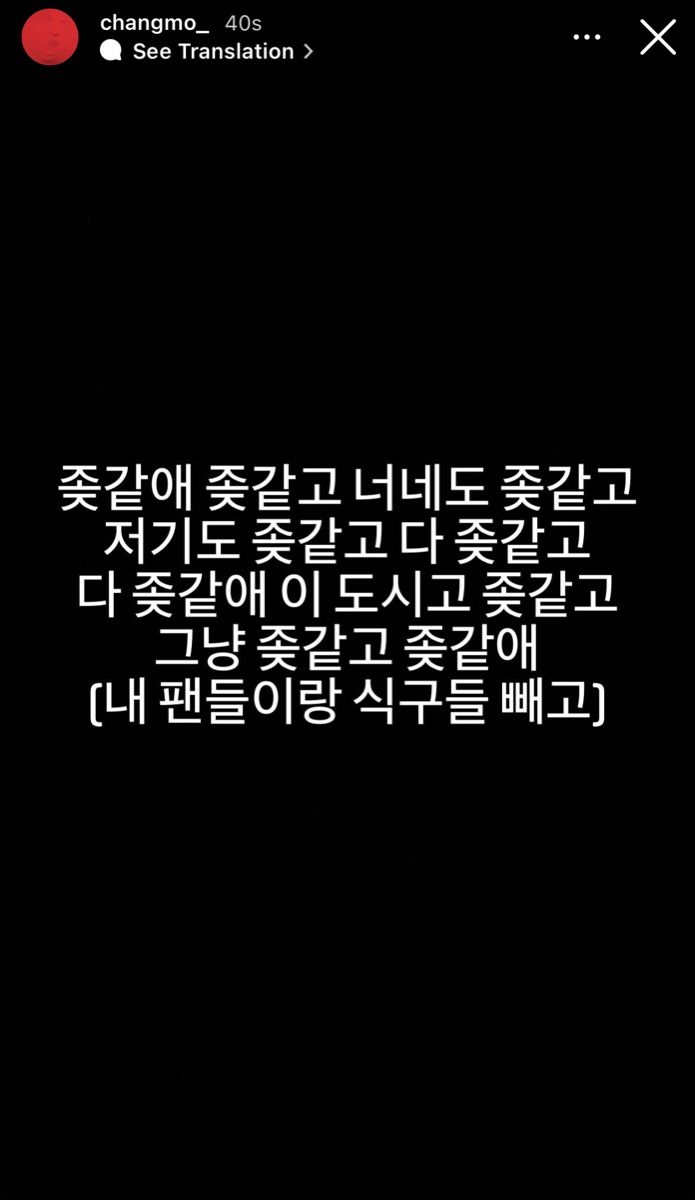 changmo_ 40s
See Translation >
좆같애 좆같고 너네도 좆같고
저기도 좆같고 다 좆같고
다 좆같애 이 도시고 좆같고
그냥 좆같고 좆같애
(내 팬들이랑 식구들 빼고)